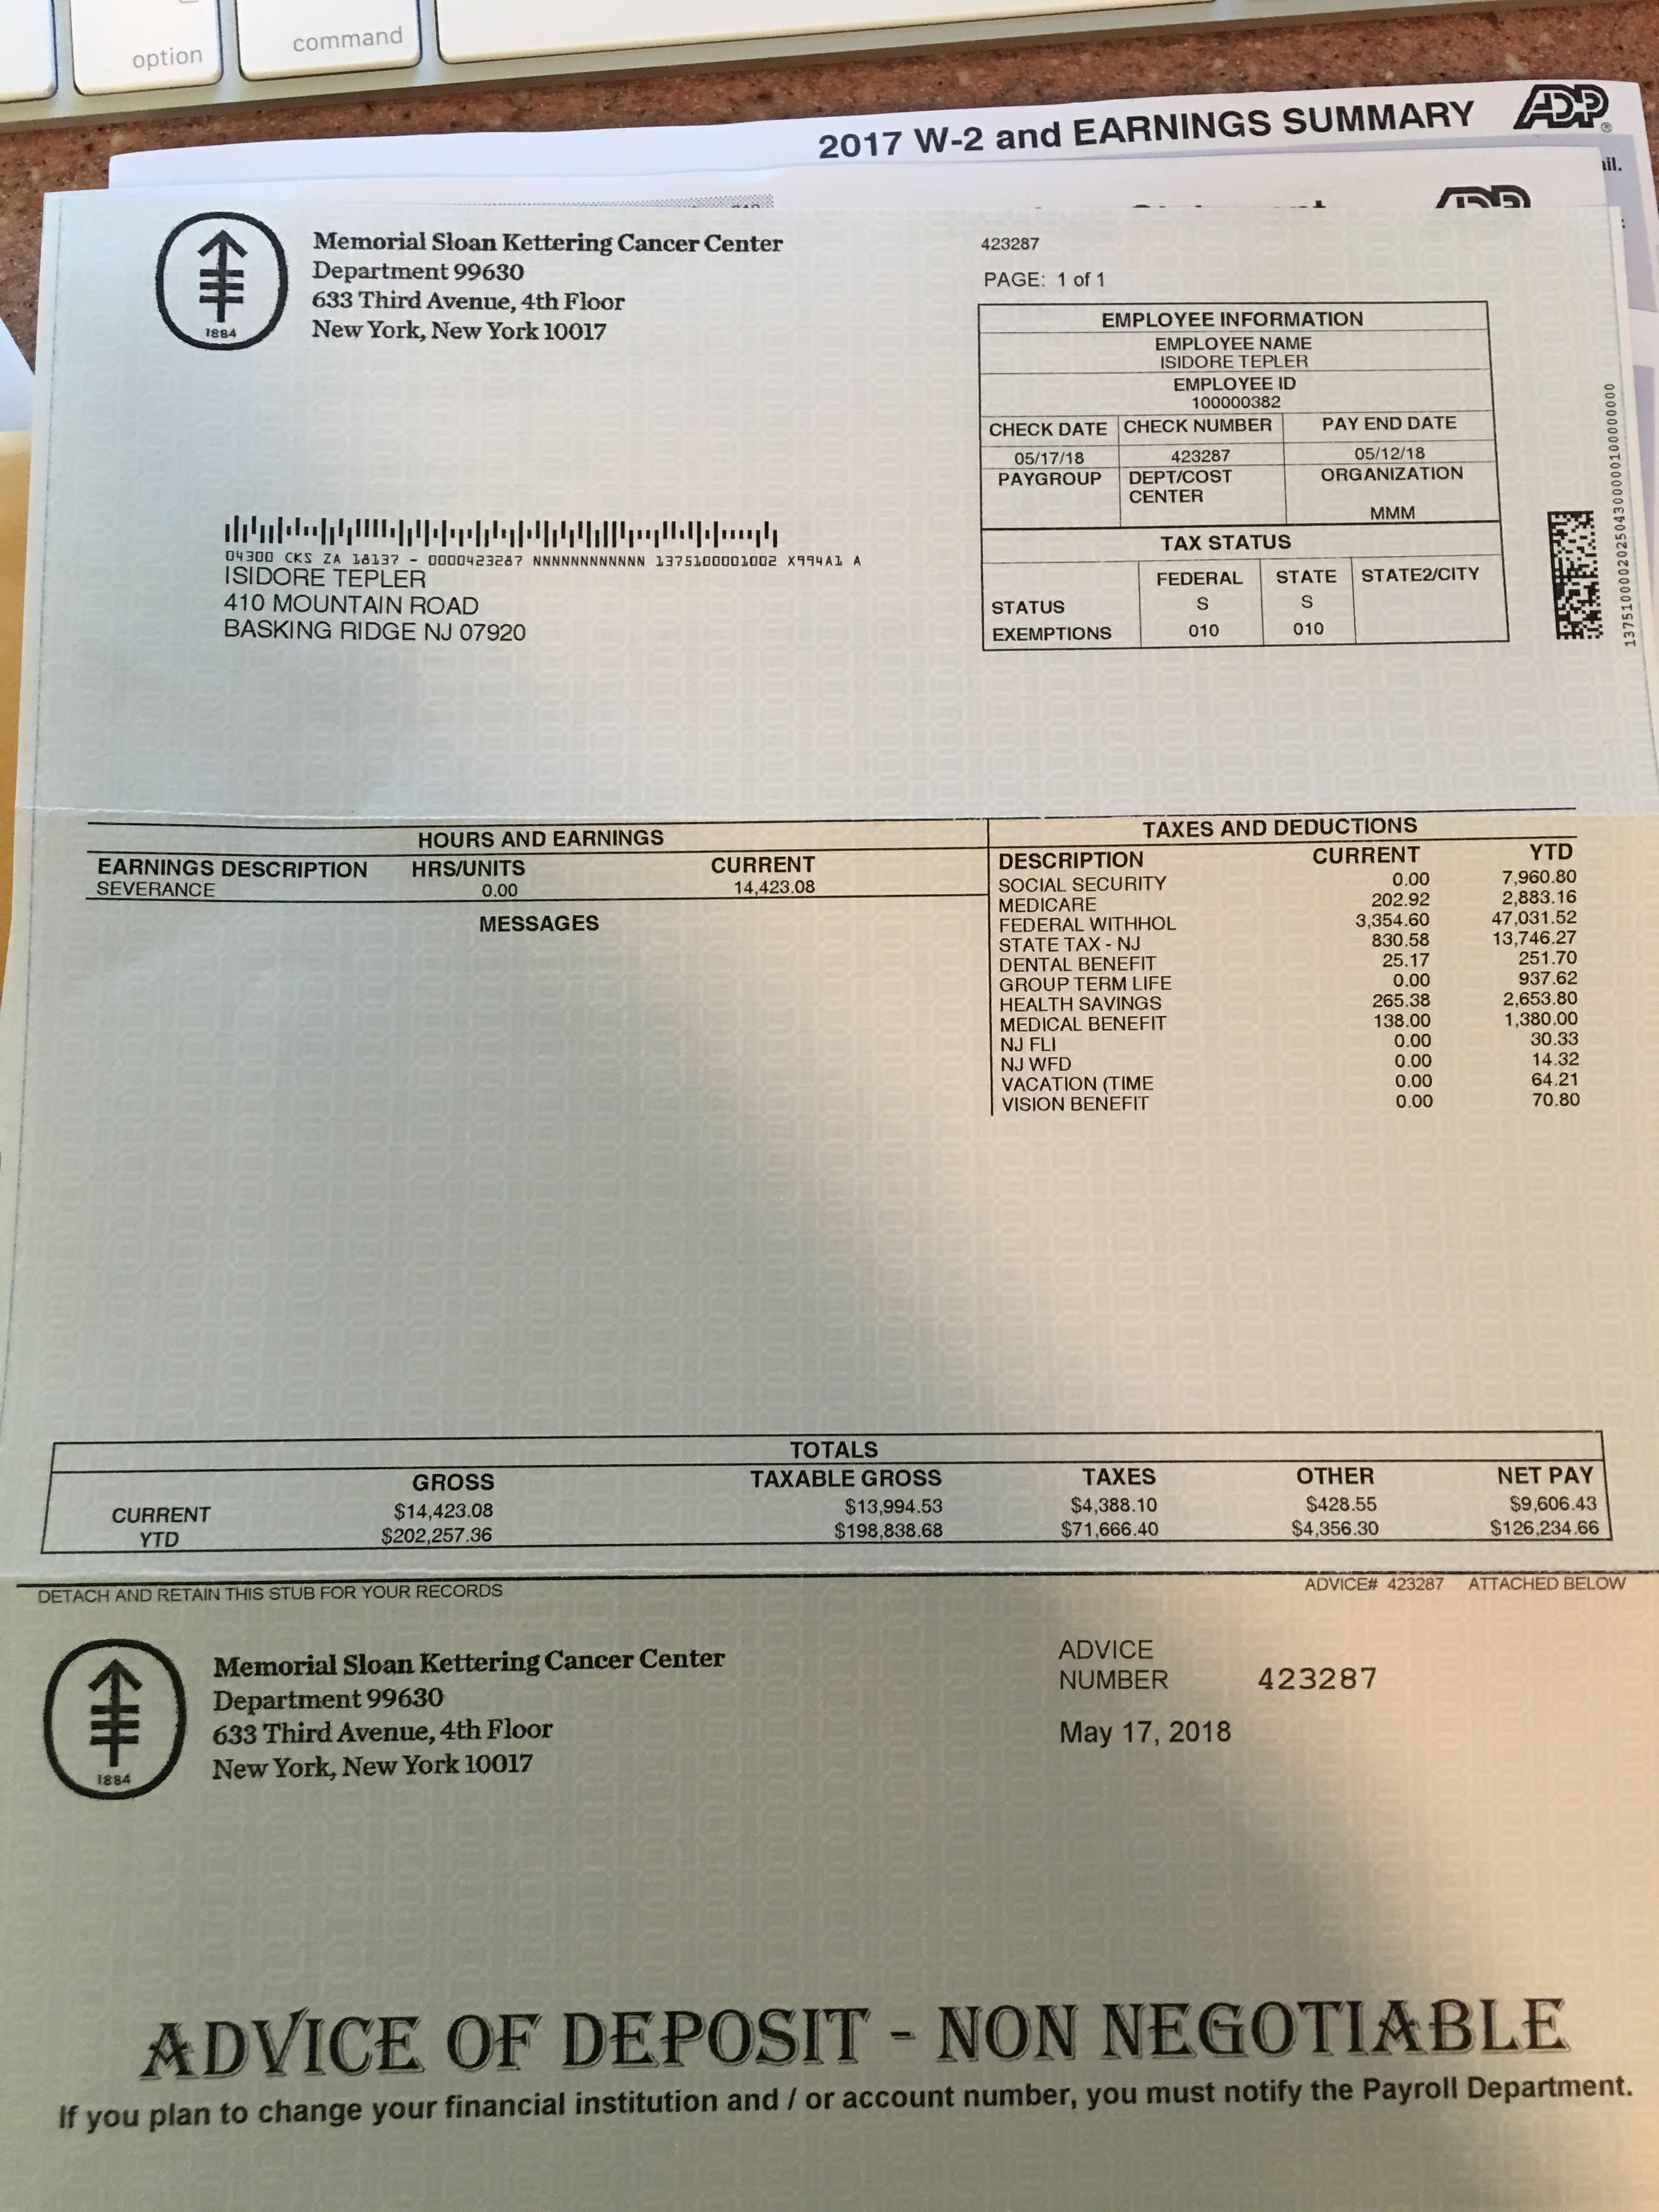 option
command
2017 W-2 and EARNINGS SUMMARY ADP®
Memorial Sloan Kettering Cancer Center
Department 99630
633 Third Avenue, 4th Floor
New York, New York 10017
1884
423287
PAGE: 1 of 1
EMPLOYEE INFORMATION
EMPLOYEE NAME
ISIDORE TEPLER
EMPLOYEE ID
100000382
CHECK DATE CHECK NUMBER PAY END DATE
05/17/18 423287 05/12/18
PAYGROUP DEPT/COST CENTER ORGANIZATION
MMM
TAX STATUS
FEDERAL STATE STATE2/CITY
STATUS S S
EXEMPTIONS 010 010
04300 CKS ZA 18137 - 0000423287 NNNNNNNNNNNN 1375100001002 X994A1 A
ISIDORE TEPLER
410 MOUNTAIN ROAD
BASKING RIDGE NJ 07920
HOURS AND EARNINGS
EARNINGS DESCRIPTION HRS/UNITS CURRENT
SEVERANCE 0.00 14,423.08
MESSAGES
TAXES AND DEDUCTIONS
DESCRIPTION CURRENT YTD
SOCIAL SECURITY 0.00 7,960.80
MEDICARE 202.92 2,883.16
FEDERAL WITHHOL 3,354.60 47,031.52
STATE TAX - NJ 830.58 13,746.27
DENTAL BENEFIT 25.17 251.70
GROUP TERM LIFE 0.00 937.62
HEALTH SAVINGS 265.38 2,653.80
MEDICAL BENEFIT 138.00 1,380.00
NJ FLI 0.00 30.33
NJ WFD 0.00 14.32
VACATION (TIME 0.00 64.21
VISION BENEFIT 0.00 70.80
TOTALS
GROSS TAXABLE GROSS TAXES OTHER NET PAY
CURRENT $14,423.08 $13,994.53 $4,388.10 $428.55 $9,606.43
YTD $202,257.36 $198,838.68 $71,666.40 $4,356.30 $126,234.66
DETACH AND RETAIN THIS STUB FOR YOUR RECORDS ADVICE# 423287 ATTACHED BELOW
Memorial Sloan Kettering Cancer Center
Department 99630
633 Third Avenue, 4th Floor
New York, New York 10017
1884
ADVICE
NUMBER 423287
May 17, 2018
ADVICE OF DEPOSIT - NON NEGOTIABLE
If you plan to change your financial institution and / or account number, you must notify the Payroll Department.